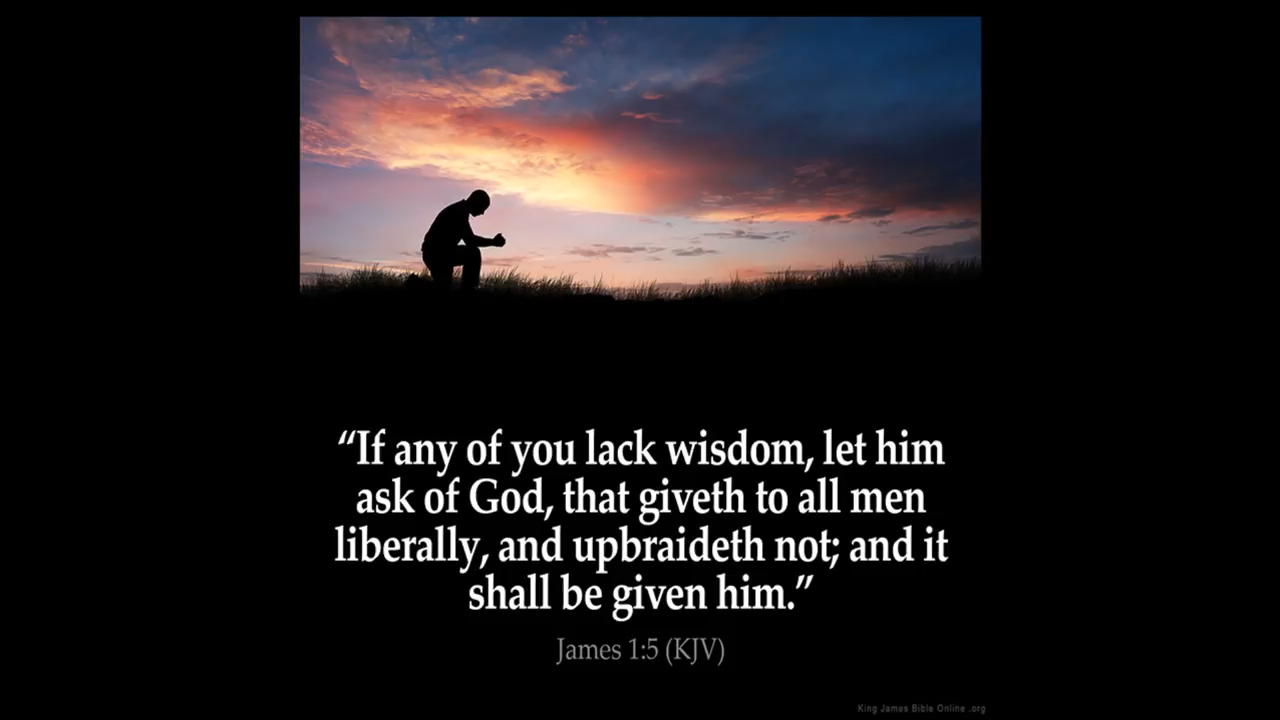 “If any of you lack wisdom, let him
ask of God, that giveth to all men
liberally, and upbraideth not; and it
shall be given him.”
James 1:5 (KJV)
King James Bible Online .org